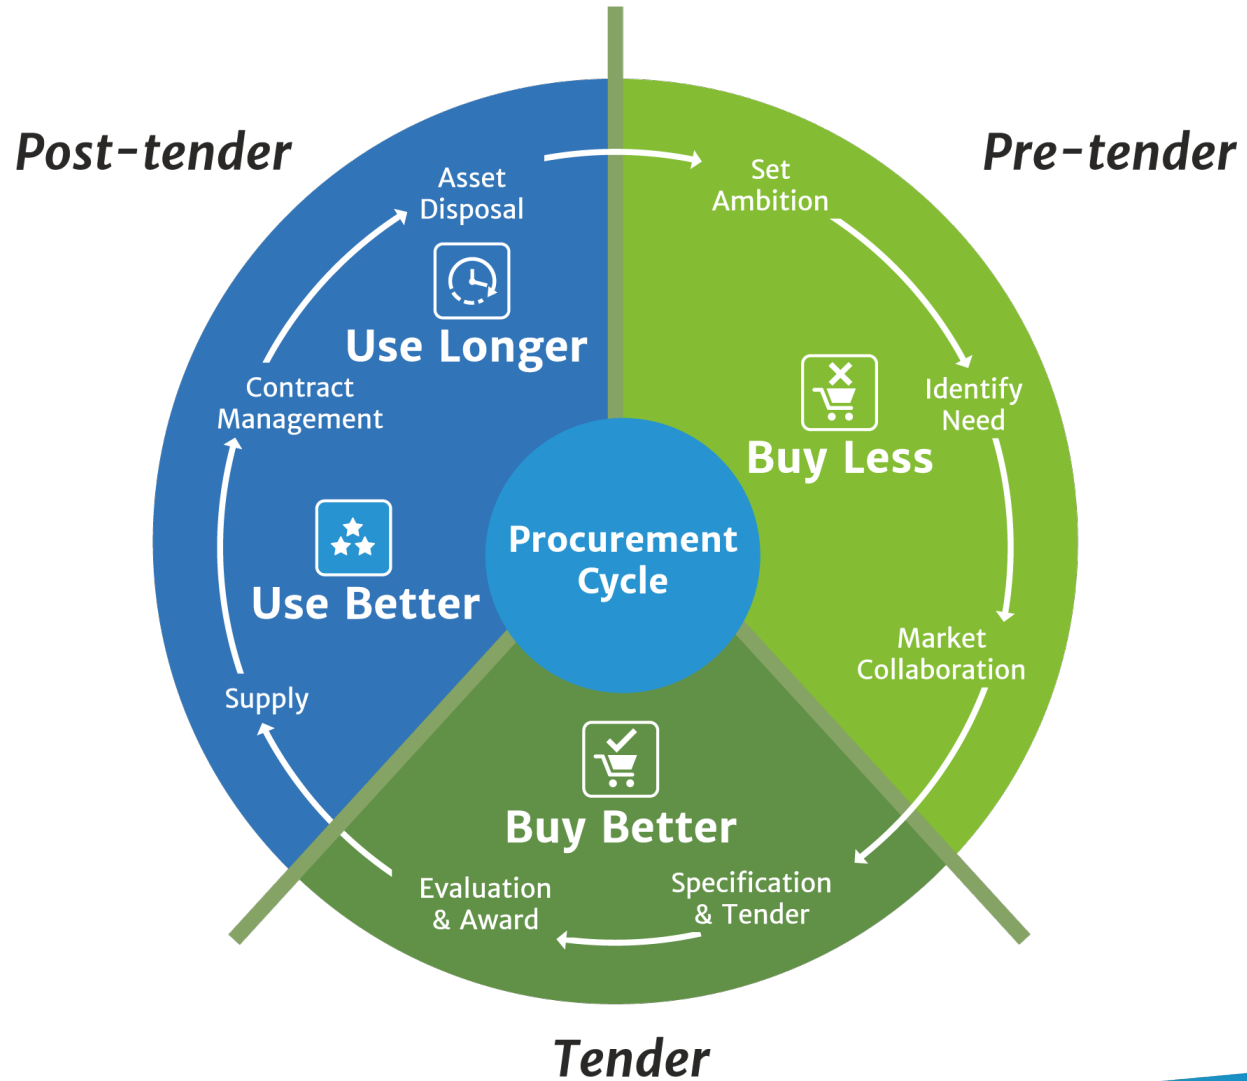 Post-tender
Pre-tender
Asset
Disposal
Set
Ambition
Use Longer
Contract
Management
Identify
Need
Buy Less
Procurement
Cycle
Use Better
Market
Collaboration
Supply
Buy Better
Evaluation
& Award
Specification
& Tender
Tender